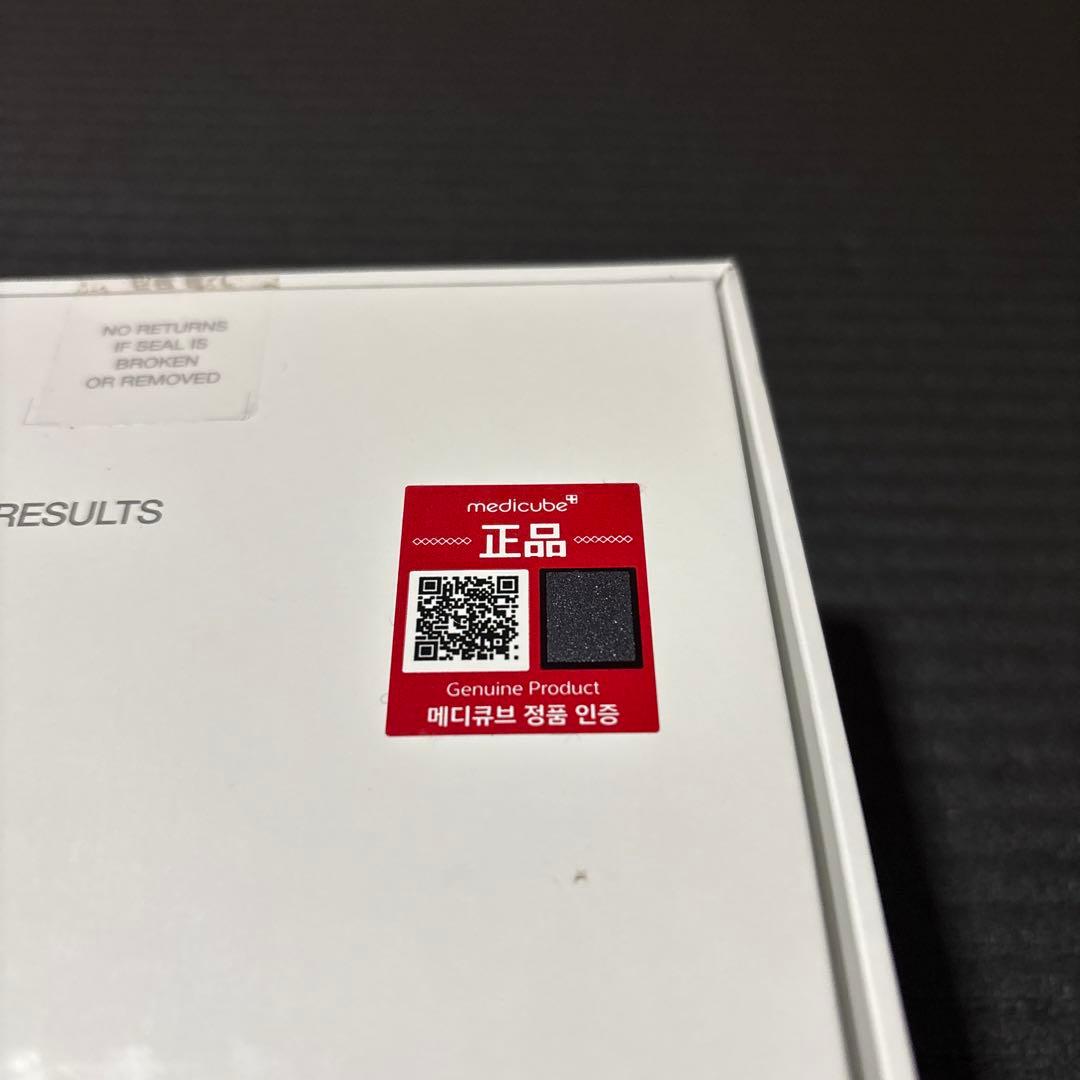 NO RETURNS
IF SEAL IS
BROKEN
OR REMOVED
RESULTS
medicube
正品
Genuine Product
메디큐브 정품 인증